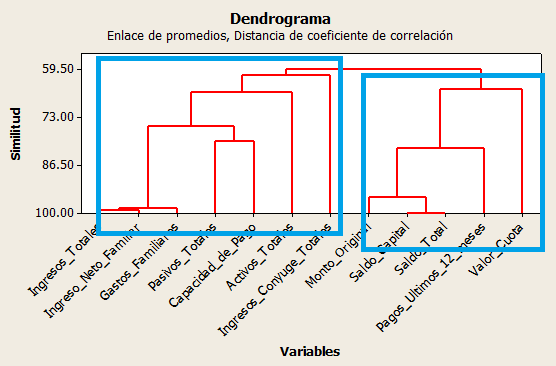 Dendrograma
Enlace de promedios, Distancia de coeficiente de correlación
Similitud
59.50
73.00
86.50
100.00
Ingresos_Totales
Ingreso_Neto_Familiar
Gastos_Familiares
Pasivos_Totales
Capacidad_de_Pago
Activos_Totales
Ingresos_Conyuge_Totales
Monto_Original
Saldo_Capital
Saldo_Total
Pagos_Ultimos_12_meses
Valor_Cuota
Variables